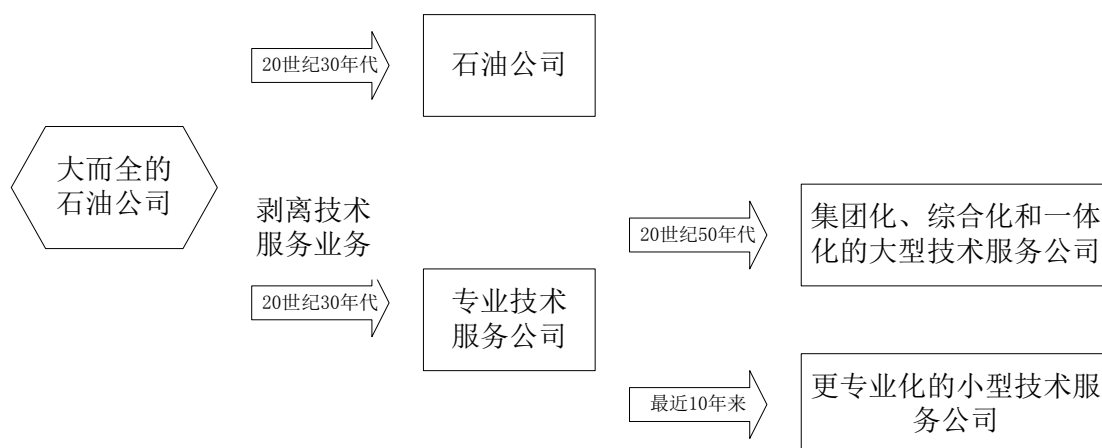 20世纪30年代
石油公司
大而全的
石油公司
剥离技术
服务业务
20世纪30年代
专业技术
服务公司
20世纪50年代
集团化、综合化和一体
化的大型技术服务公司
最近10年来
更专业化的小型技术服
务公司